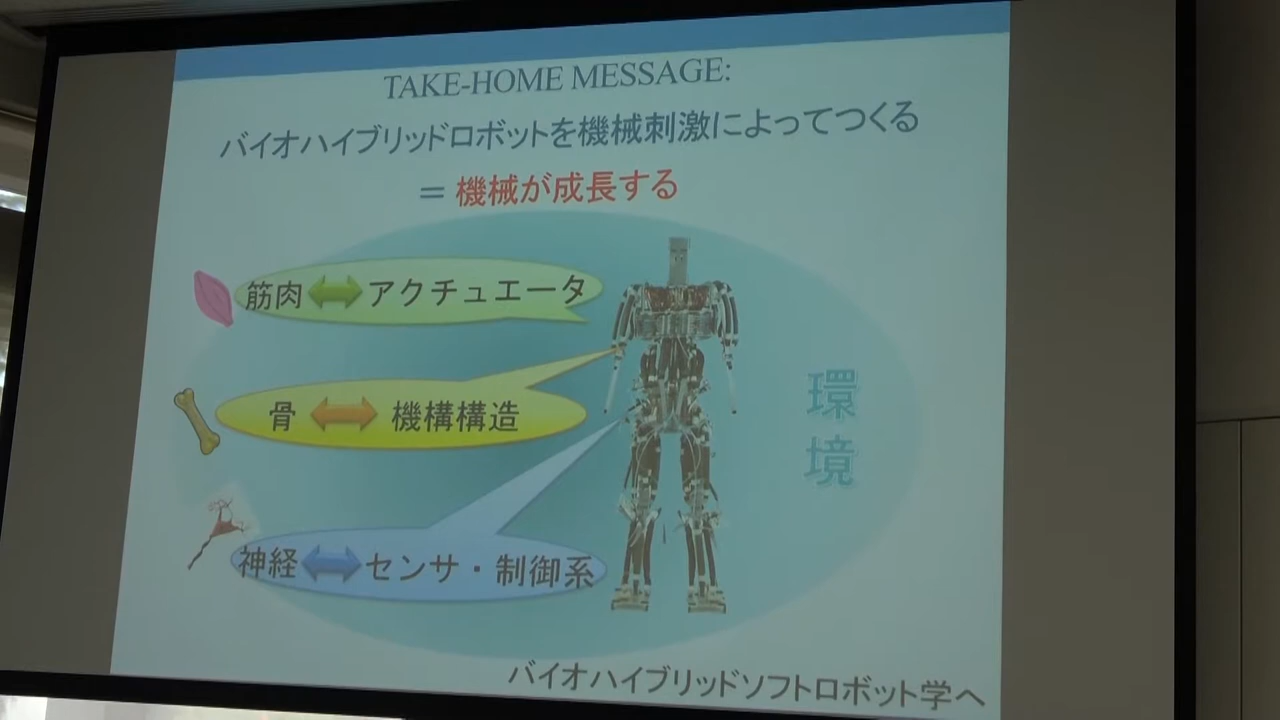 TAKE-HOME MESSAGE:
バイオハイブリッドロボットを機械刺激によってつくる
＝ 機械が成長する
筋肉 ⇔ アクチュエータ
骨 ⇔ 機構構造
神経 ⇔ センサ・制御系
環境
バイオハイブリッドソフトロボット学へ